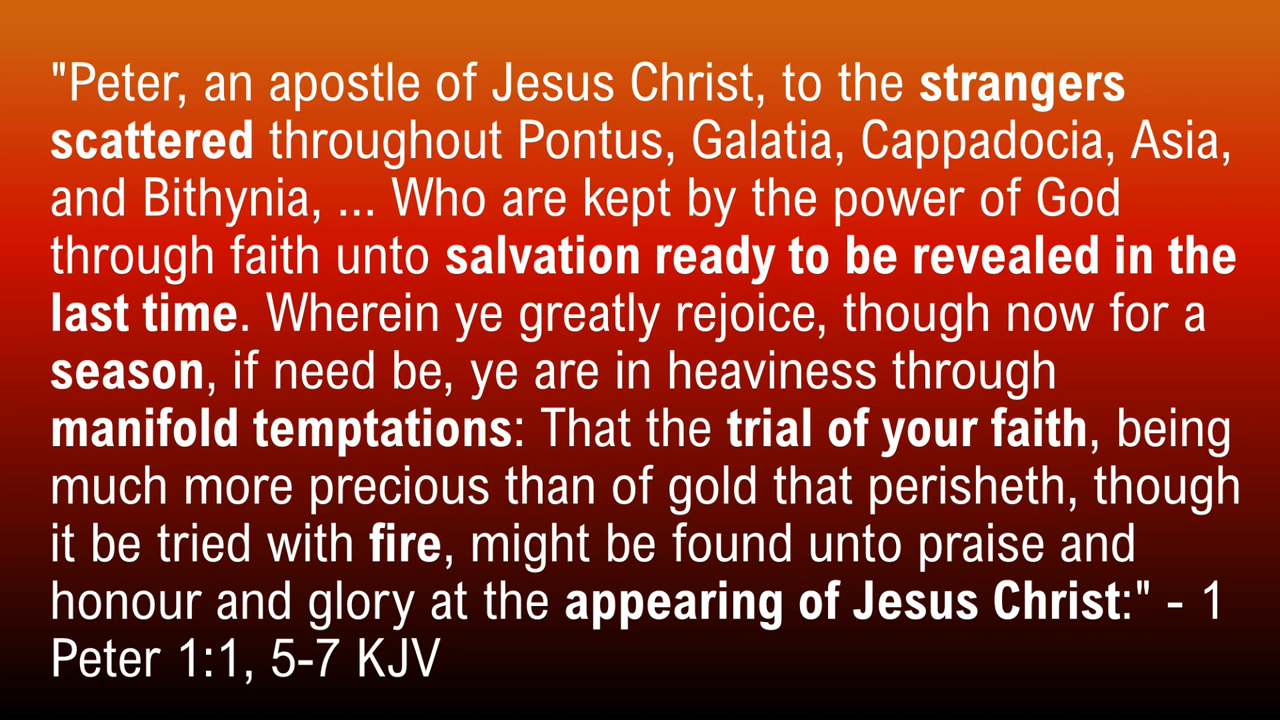 "Peter, an apostle of Jesus Christ, to the strangers
scattered throughout Pontus, Galatia, Cappadocia, Asia,
and Bithynia, ... Who are kept by the power of God
through faith unto salvation ready to be revealed in the
last time. Wherein ye greatly rejoice, though now for a
season, if need be, ye are in heaviness through
manifold temptations: That the trial of your faith, being
much more precious than of gold that perisheth, though
it be tried with fire, might be found unto praise and
honour and glory at the appearing of Jesus Christ:" - 1
Peter 1:1, 5-7 KJV